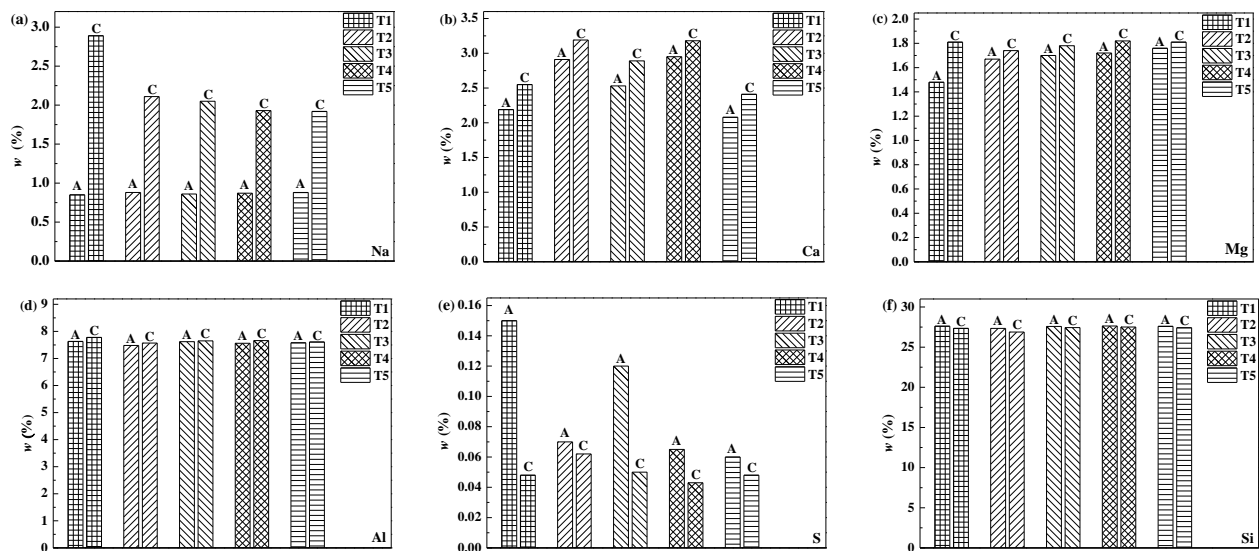 (a)
T1
T2
T3
T4
T5
A C A C A C A C A C
3.0
2.5
2.0
1.5
1.0
0.5
0.0
w (%)
Na
(b)
T1
T2
T3
T4
T5
A C A C A C A C A C
3.5
3.0
2.5
2.0
1.5
1.0
0.5
0.0
w (%)
Ca
(c)
T1
T2
T3
T4
T5
A C A C A C A C A C
2.0
1.8
1.6
1.4
1.2
1.0
0.8
0.6
0.4
0.2
0.0
w (%)
Mg
(d)
T1
T2
T3
T4
T5
A C A C A C A C A C
9
8
7
6
5
4
3
2
1
0
w (%)
Al
(e)
T1
T2
T3
T4
T5
A C A C A C A C A C
0.16
0.14
0.12
0.10
0.08
0.06
0.04
0.02
0.00
w (%)
S
(f)
T1
T2
T3
T4
T5
A C A C A C A C A C
30
25
20
15
10
5
0
w (%)
Si